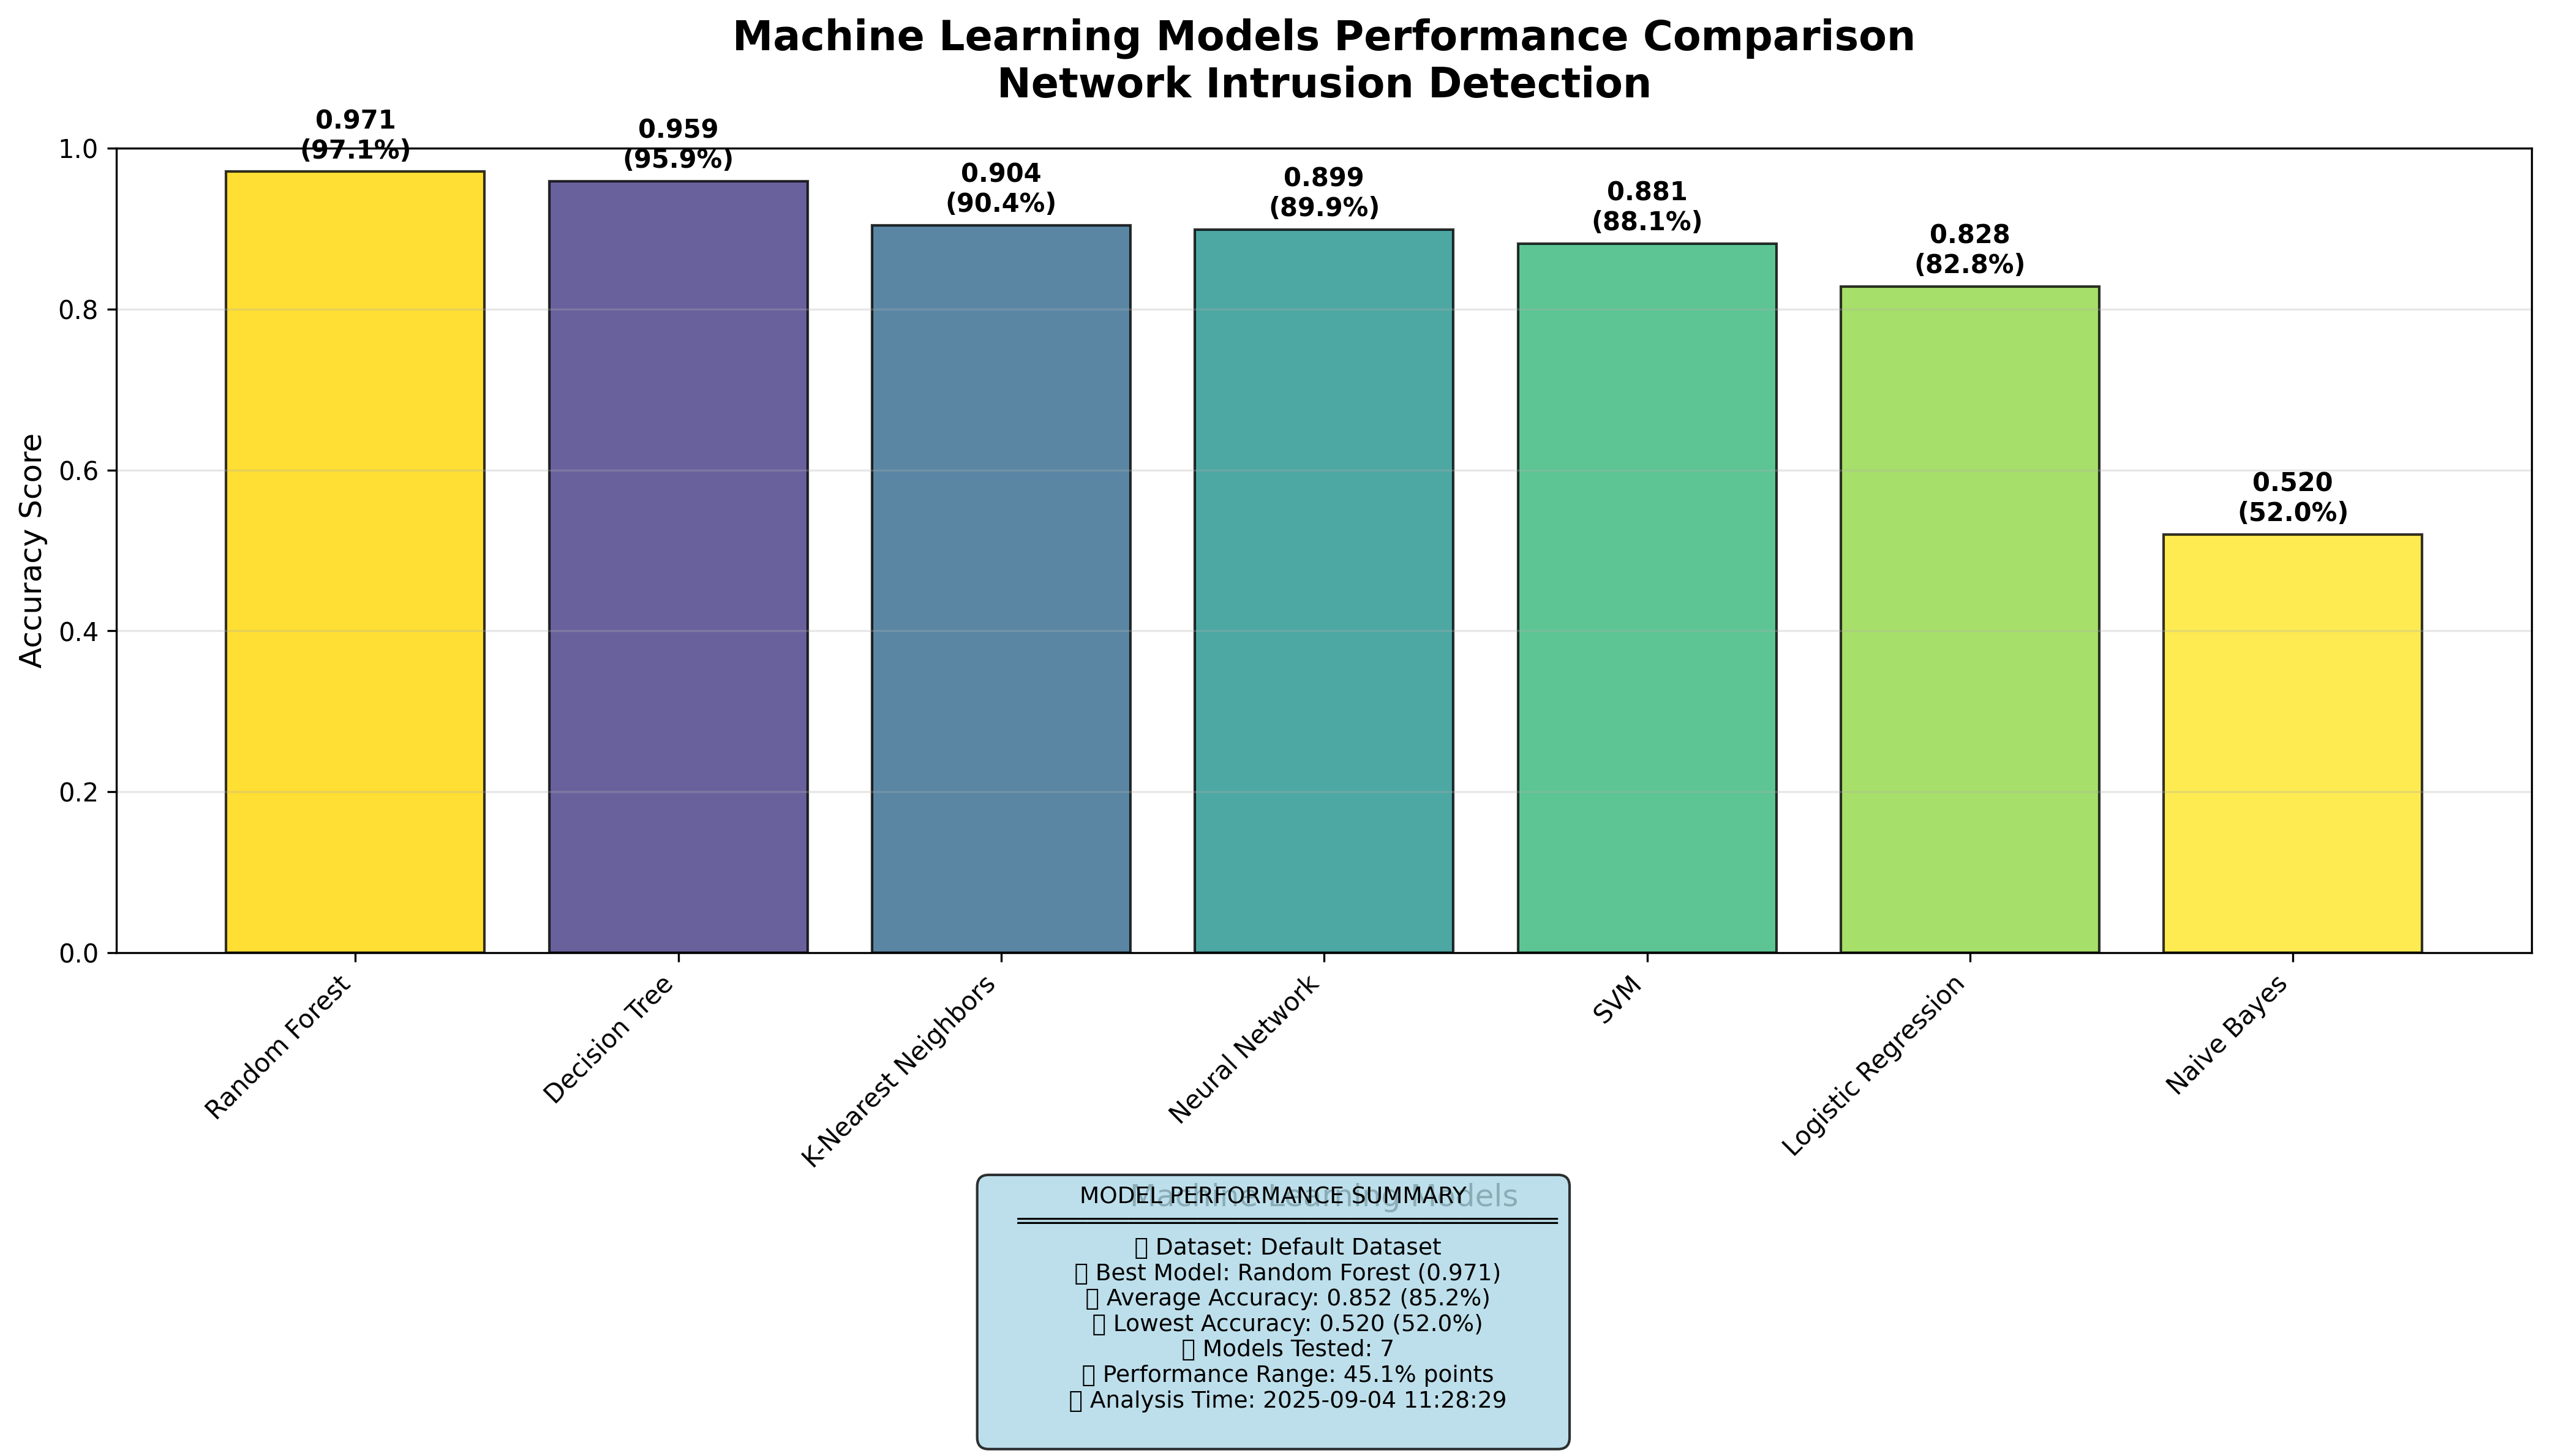 Machine Learning Models Performance Comparison
Network Intrusion Detection
0.971
(97.1%)
0.959
(95.9%)
0.904
(90.4%)
0.899
(89.9%)
0.881
(88.1%)
0.828
(82.8%)
0.520
(52.0%)
Accuracy Score
1.0
0.8
0.6
0.4
0.2
0.0
Random Forest
Decision Tree
K-Nearest Neighbors
Neural Network
SVM
Logistic Regression
Naive Bayes
Machine Learning Models
MODEL PERFORMANCE SUMMARY
Dataset: Default Dataset
Best Model: Random Forest (0.971)
Average Accuracy: 0.852 (85.2%)
Lowest Accuracy: 0.520 (52.0%)
Models Tested: 7
Performance Range: 45.1% points
Analysis Time: 2025-09-04 11:28:29